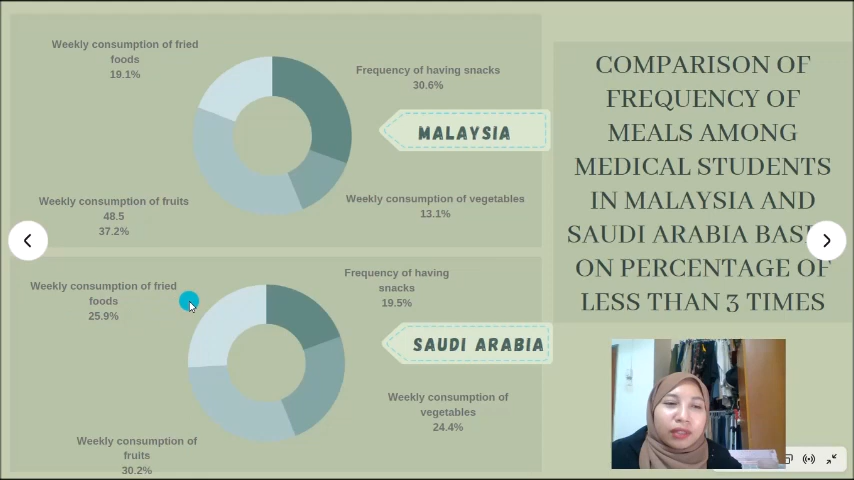 Weekly consumption of fried
foods
19.1%
Frequency of having snacks
30.6%
MALAYSIA
Weekly consumption of fruits
48.5
37.2%
Weekly consumption of vegetables
13.1%
Weekly consumption of fried
foods
25.9%
Frequency of having
snacks
19.5%
SAUDI ARABIA
Weekly consumption of
vegetables
24.4%
Weekly consumption of
fruits
30.2%
COMPARISON OF
FREQUENCY OF
MEALS AMONG
MEDICAL STUDENTS
IN MALAYSIA AND
SAUDI ARABIA
ON PERCENTAGE OF
LESS THAN 3 TIMES